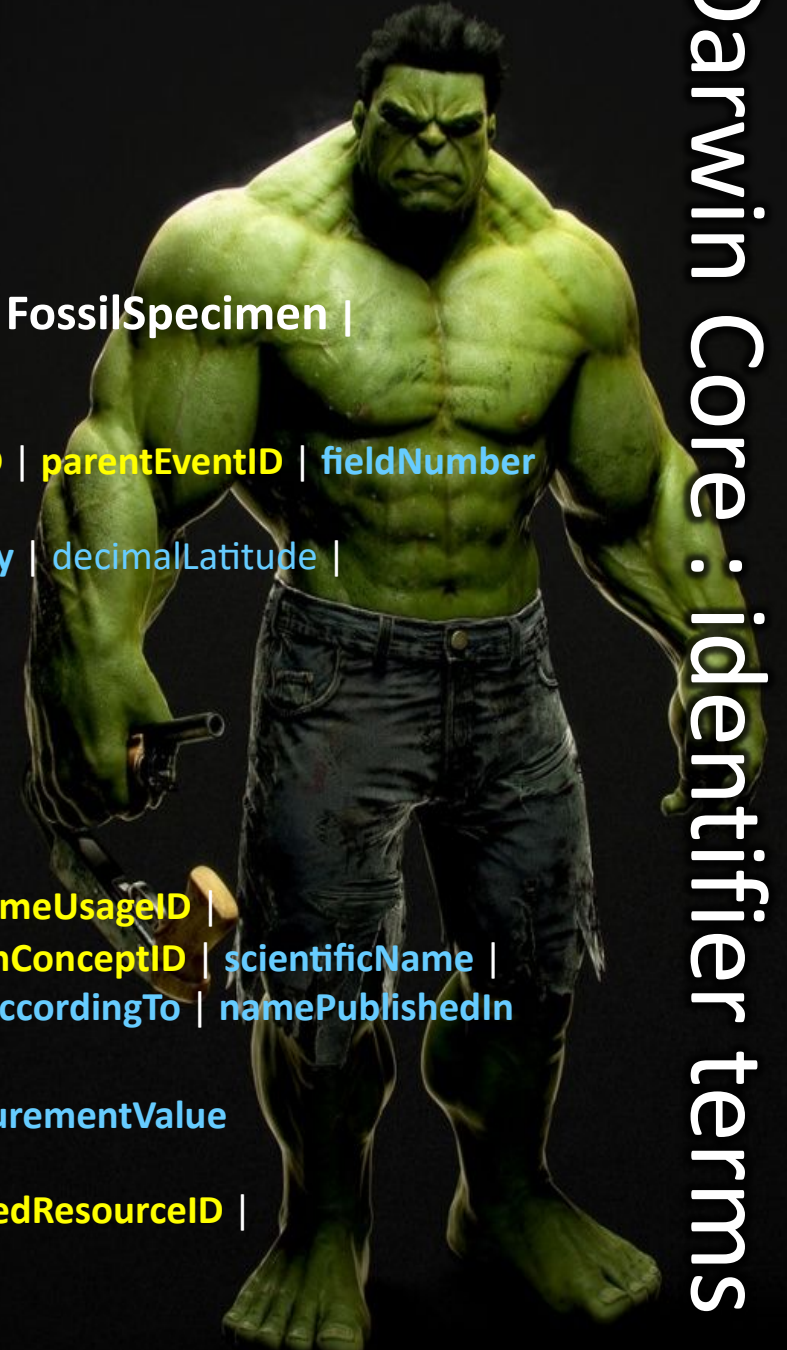 FossilSpecimen |
D | parentEventID | fieldNumber
y | decimalLatitude |
meUsageID |
nConceptID | scientificName |
ccordingTo | namePublishedIn
urementValue
edResourceID |
Darwin Core : identifier terms